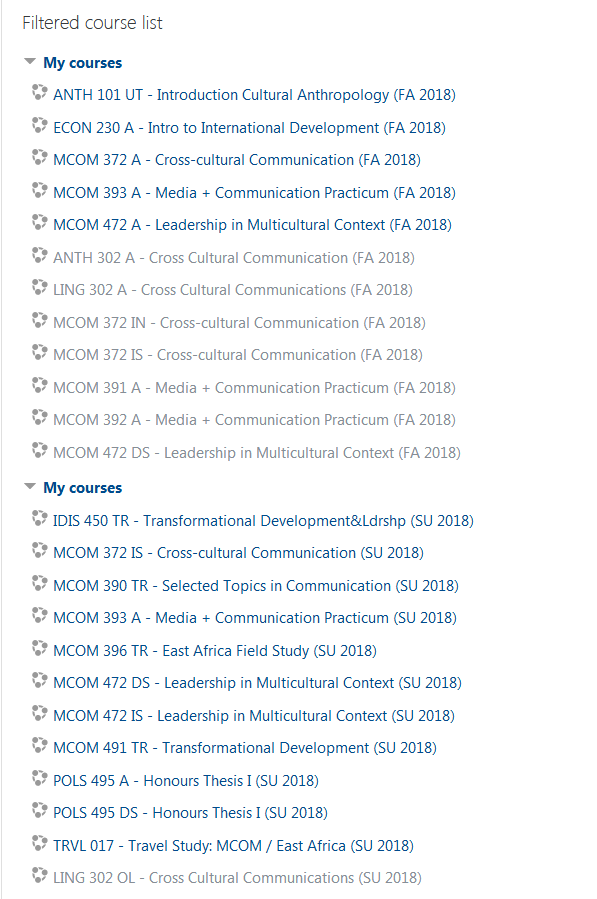 Filtered course list
My courses
ANTH 101 UT - Introduction Cultural Anthropology (FA 2018)
ECON 230 A - Intro to International Development (FA 2018)
MCOM 372 A - Cross-cultural Communication (FA 2018)
MCOM 393 A - Media + Communication Practicum (FA 2018)
MCOM 472 A - Leadership in Multicultural Context (FA 2018)
ANTH 302 A - Cross Cultural Communication (FA 2018)
LING 302 A - Cross Cultural Communications (FA 2018)
MCOM 372 IN - Cross-cultural Communication (FA 2018)
MCOM 372 IS - Cross-cultural Communication (FA 2018)
MCOM 391 A - Media + Communication Practicum (FA 2018)
MCOM 392 A - Media + Communication Practicum (FA 2018)
MCOM 472 DS - Leadership in Multicultural Context (FA 2018)
My courses
IDIS 450 TR - Transformational Development&Ldrshp (SU 2018)
MCOM 372 IS - Cross-cultural Communication (SU 2018)
MCOM 390 TR - Selected Topics in Communication (SU 2018)
MCOM 393 A - Media + Communication Practicum (SU 2018)
MCOM 396 TR - East Africa Field Study (SU 2018)
MCOM 472 DS - Leadership in Multicultural Context (SU 2018)
MCOM 472 IS - Leadership in Multicultural Context (SU 2018)
MCOM 491 TR - Transformational Development (SU 2018)
POLS 495 A - Honours Thesis I (SU 2018)
POLS 495 DS - Honours Thesis I (SU 2018)
TRVL 017 - Travel Study: MCOM / East Africa (SU 2018)
LING 302 OL - Cross Cultural Communications (SU 2018)